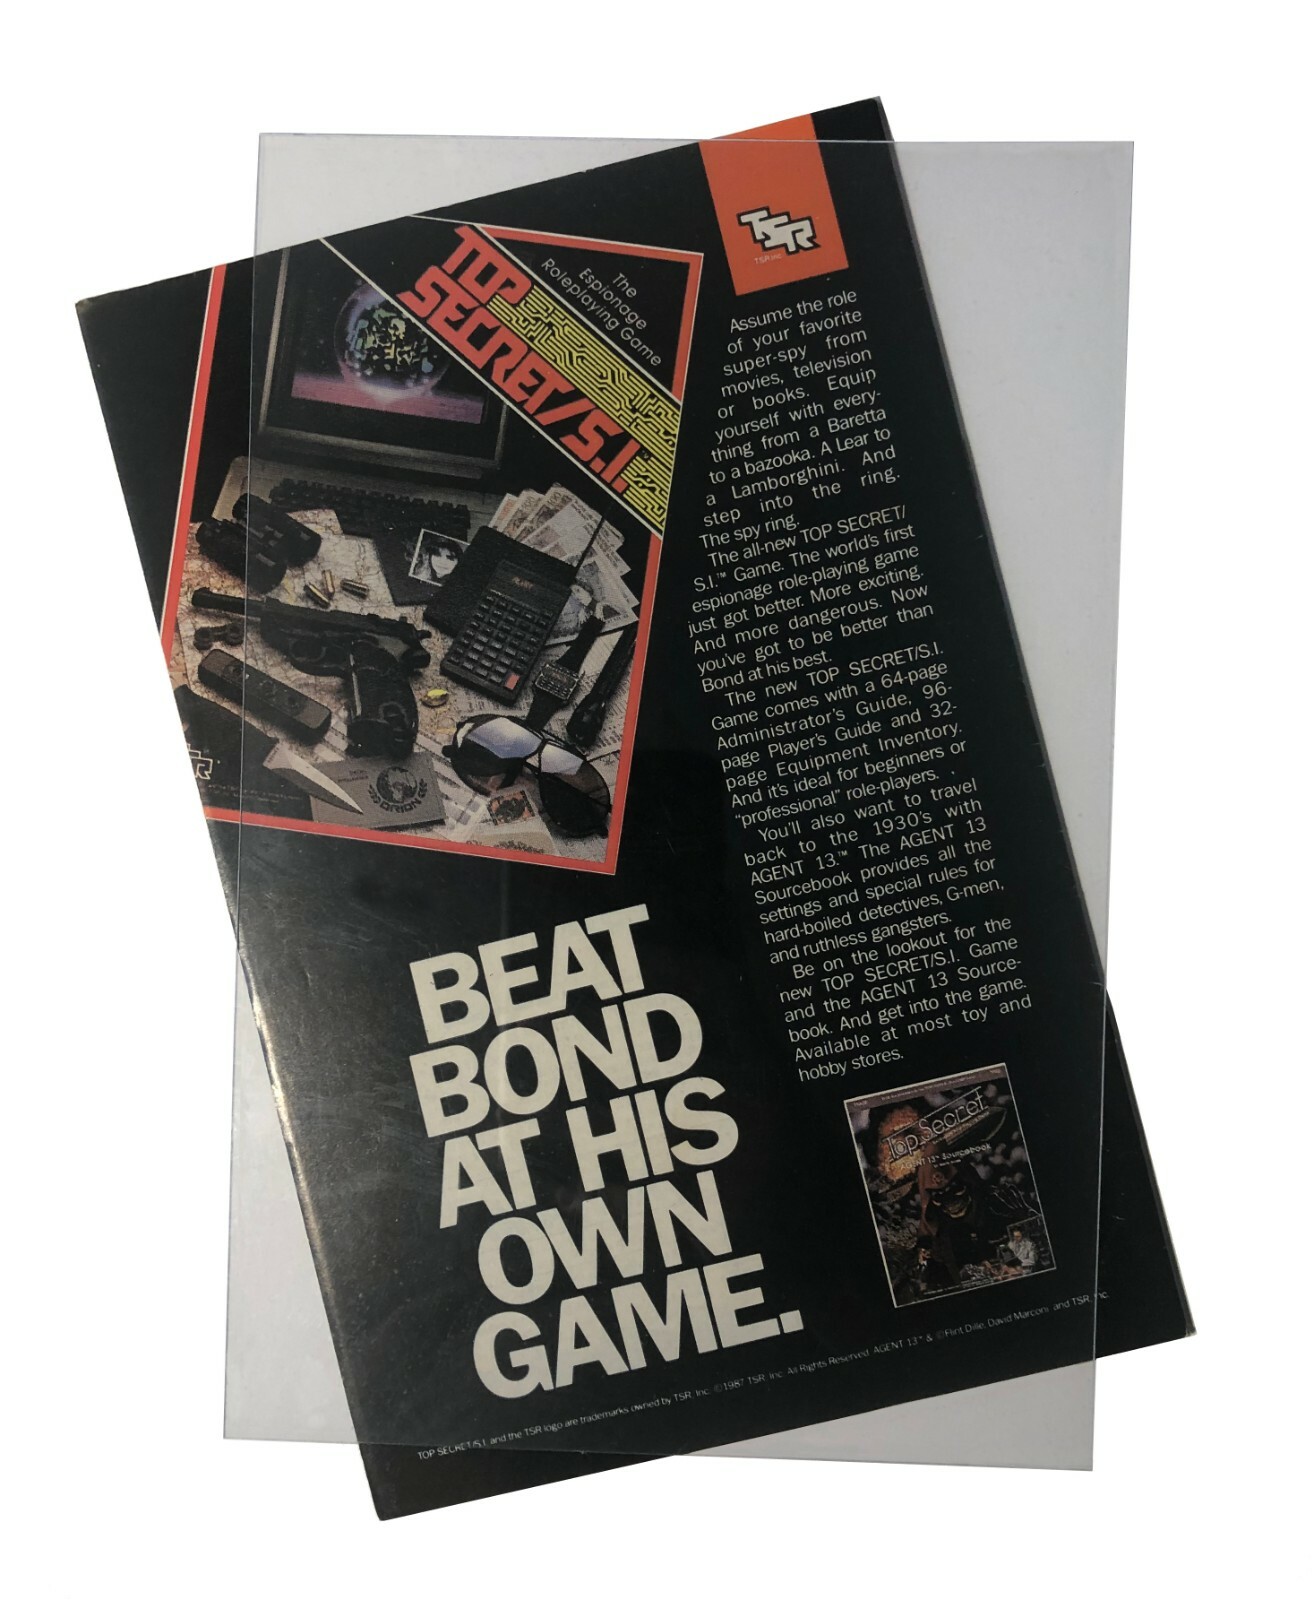 TSR
TSR, Inc.
The
Espionage
Roleplaying Game
TOP
SECRET/S.I.™
ORION
Assume the role
of your favorite
super-spy from
movies, television
or books. Equip
yourself with every-
thing from a Baretta
to a bazooka. A Lear to
a Lamborghini. And
step into the ring.
The spy ring.
The all-new TOP SECRET/
S.I.™ Game. The world's first
espionage role-playing game
just got better. More exciting.
And more dangerous. Now
you've got to be better than
Bond at his best.
The new TOP SECRET/S.I.
Game comes with a 64-page
Administrator's Guide, 96-
page Player's Guide and 32-
page Equipment Inventory.
And it's ideal for beginners or
"professional" role-players.
You'll also want to travel
back to the 1930's with
AGENT 13.™ The AGENT 13
Sourcebook provides all the
settings and special rules for
hard-boiled detectives, G-men,
and ruthless gangsters.
Be on the lookout for the
new TOP SECRET/S.I. Game
and the AGENT 13 Source-
book. And get into the game.
Available at most toy and
hobby stores.
BEAT
BOND
AT HIS
OWN
GAME.
Top Secret
AGENT 13™ Sourcebook
TOP SECRET/S.I. and the TSR logo are trademarks owned by TSR, Inc. ©1987 TSR, Inc. All Rights Reserved. AGENT 13™ & ©Flint Dille, David Marconi and TSR, Inc.